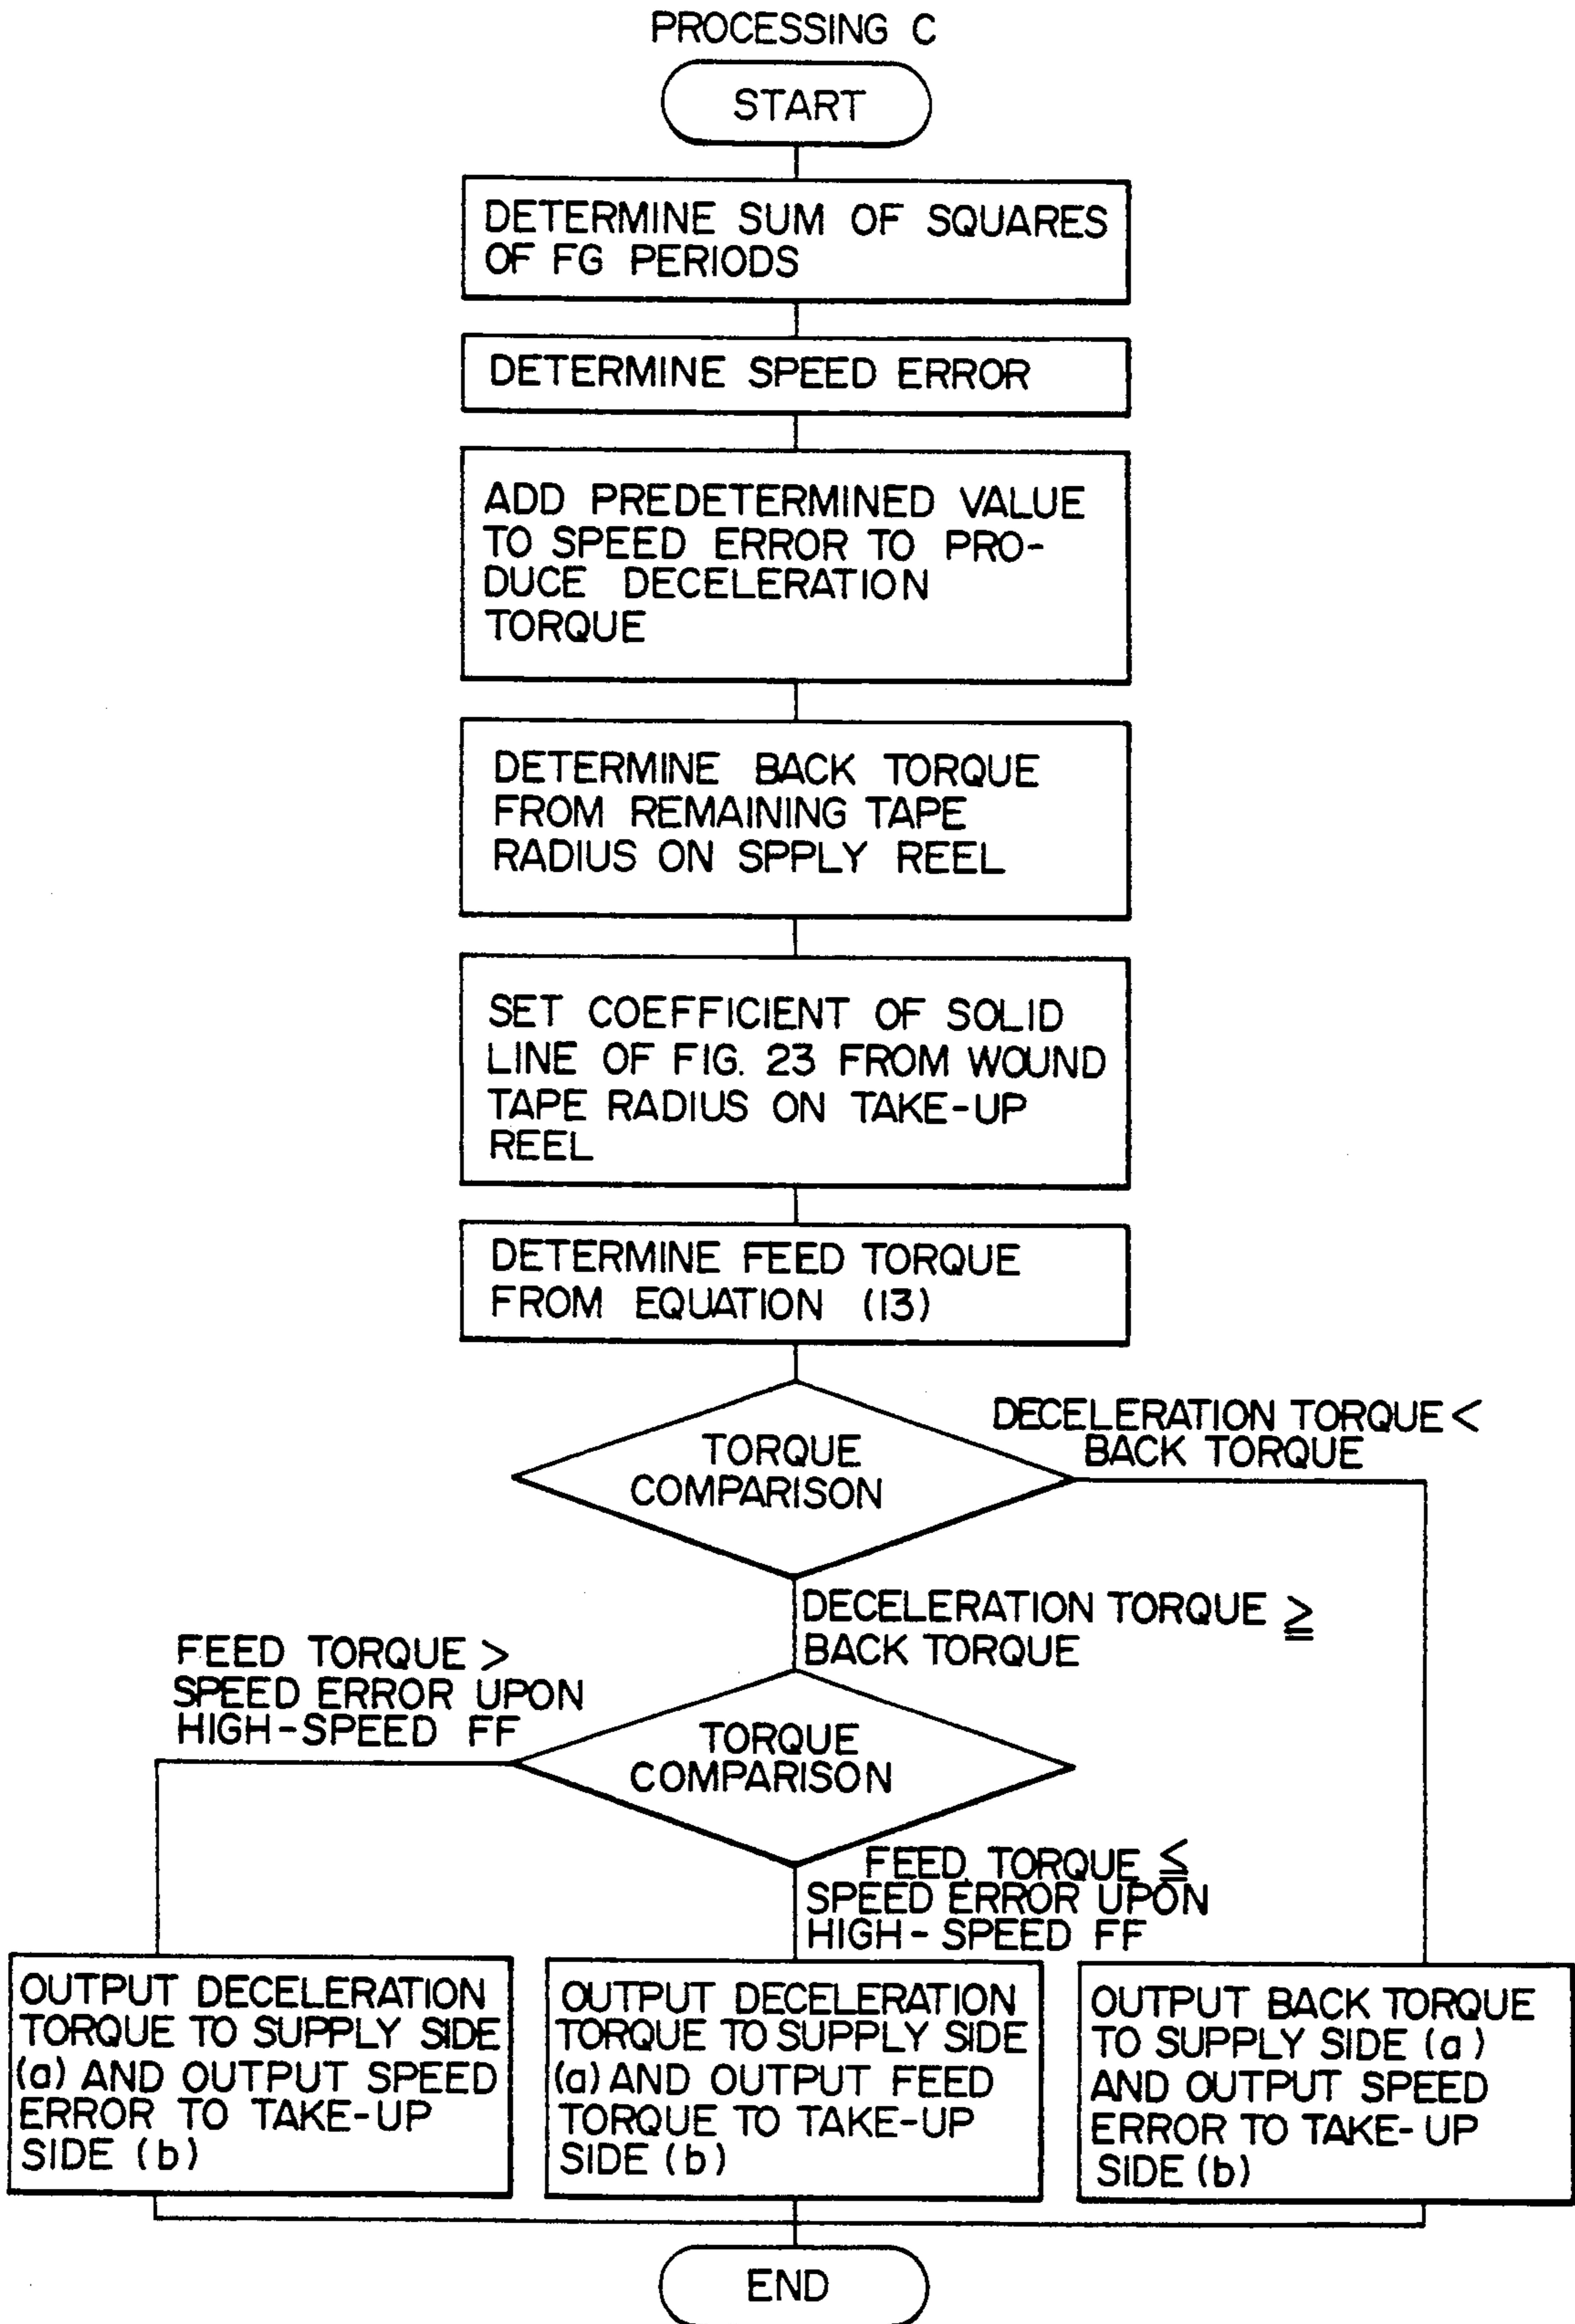 PROCESSING C
START
DETERMINE SUM OF SQUARES
OF FG PERIODS
DETERMINE SPEED ERROR
ADD PREDETERMINED VALUE
TO SPEED ERROR TO PRO-
DUCE DECELERATION
TORQUE
DETERMINE BACK TORQUE
FROM REMAINING TAPE
RADIUS ON SPPLY REEL
SET COEFFICIENT OF SOLID
LINE OF FIG. 23 FROM WOUND
TAPE RADIUS ON TAKE-UP
REEL
DETERMINE FEED TORQUE
FROM EQUATION (13)
TORQUE
COMPARISON
DECELERATION TORQUE <
BACK TORQUE
DECELERATION TORQUE ≧
BACK TORQUE
FEED TORQUE >
SPEED ERROR UPON
HIGH-SPEED FF
TORQUE
COMPARISON
FEED TORQUE ≦
SPEED ERROR UPON
HIGH-SPEED FF
OUTPUT DECELERATION
TORQUE TO SUPPLY SIDE
(a) AND OUTPUT SPEED
ERROR TO TAKE-UP
SIDE (b)
OUTPUT DECELERATION
TORQUE TO SUPPLY SIDE
(a) AND OUTPUT FEED
TORQUE TO TAKE-UP
SIDE (b)
OUTPUT BACK TORQUE
TO SUPPLY SIDE (a)
AND OUTPUT SPEED
ERROR TO TAKE-UP
SIDE (b)
END